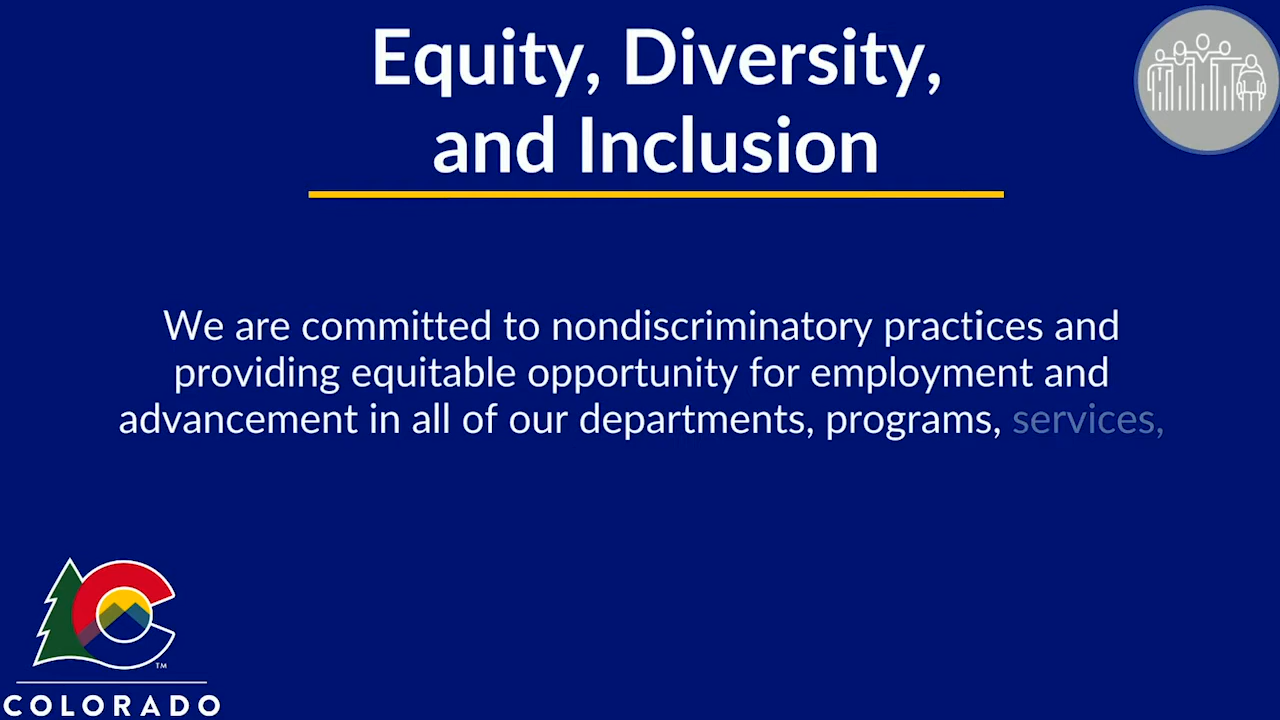 Equity, Diversity,
and Inclusion
We are committed to nondiscriminatory practices and
providing equitable opportunity for employment and
advancement in all of our departments, programs, services,
TM
COLORADO